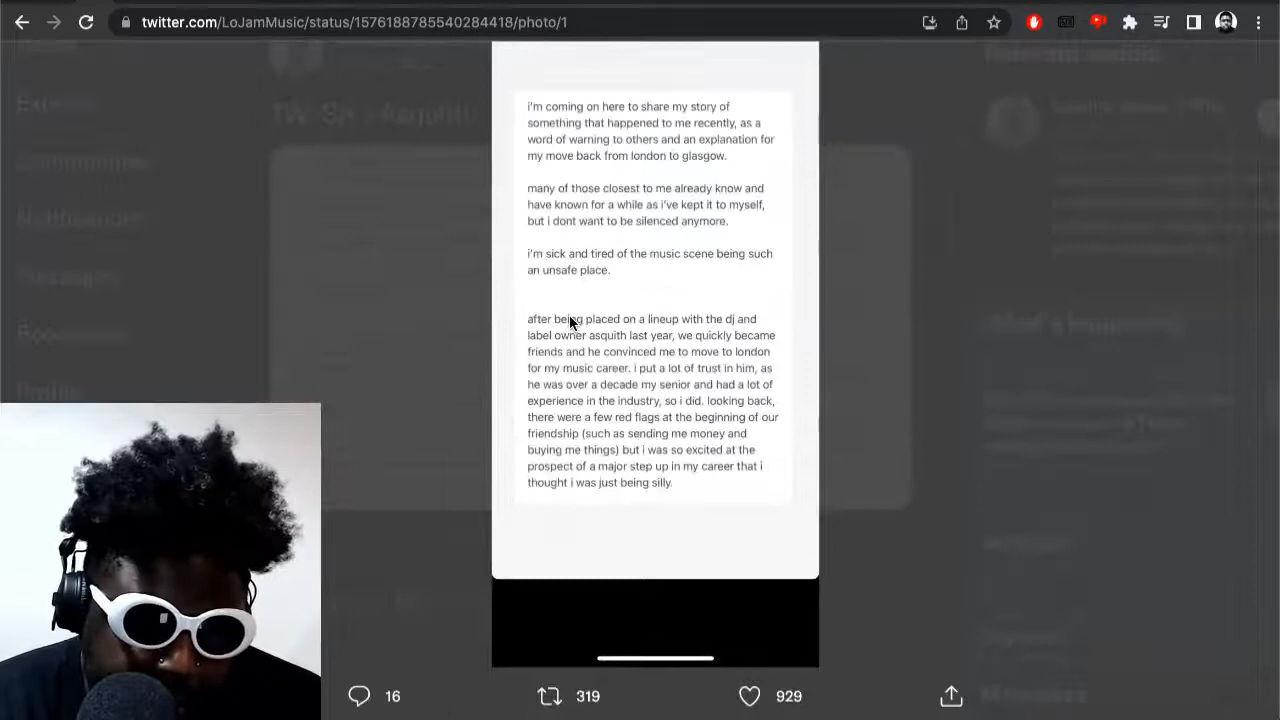 twitter.com/LoJamMusic/status/1576188785540284418/photo/1
i'm coming on here to share my story of
something that happened to me recently, as a
word of warning to others and an explanation for
my move back from london to glasgow.
many of those closest to me already know and
have known for a while as i've kept it to myself,
but i dont want to be silenced anymore.
i'm sick and tired of the music scene being such
an unsafe place.
after being placed on a lineup with the dj and
label owner asquith last year, we quickly became
friends and he convinced me to move to london
for my music career. i put a lot of trust in him, as
he was over a decade my senior and had a lot of
experience in the industry, so i did. looking back,
there were a few red flags at the beginning of our
friendship (such as sending me money and
buying me things) but i was so excited at the
prospect of a major step up in my career that i
thought i was just being silly.
16
319
929